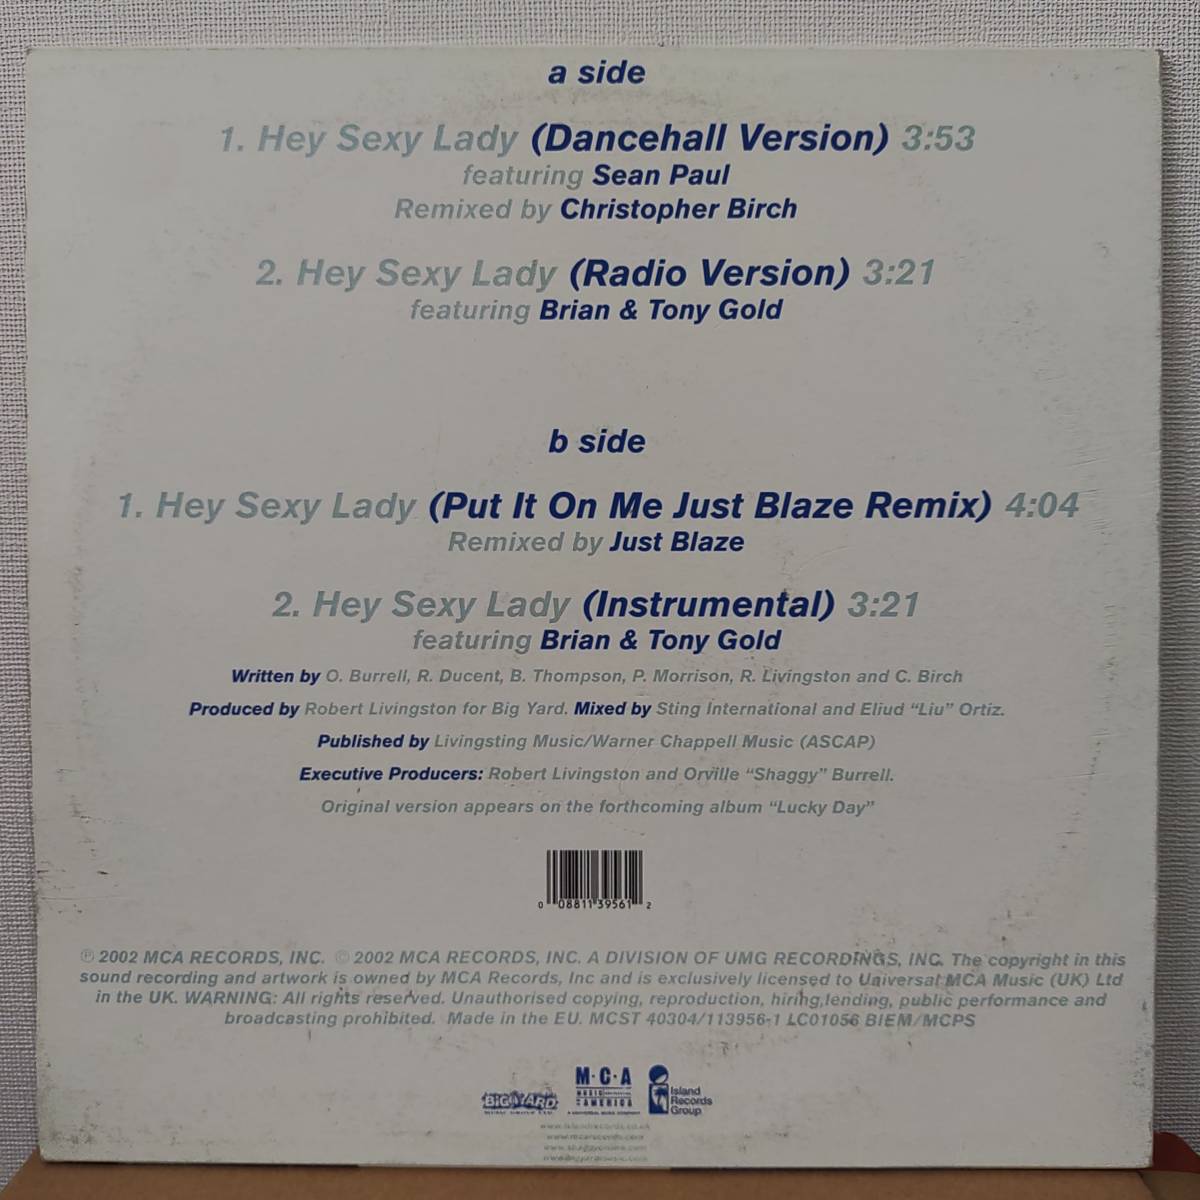 a side
1. Hey Sexy Lady (Dancehall Version) 3:53
featuring Sean Paul
Remixed by Christopher Birch
2. Hey Sexy Lady (Radio Version) 3:21
featuring Brian & Tony Gold
b side
1. Hey Sexy Lady (Put It On Me Just Blaze Remix) 4:04
Remixed by Just Blaze
2. Hey Sexy Lady (Instrumental) 3:21
featuring Brian & Tony Gold
Written by O. Burrell, R. Ducent, B. Thompson, P. Morrison, R. Livingston and C. Birch
Produced by Robert Livingston for Big Yard. Mixed by Sting International and Eliud “Liu” Ortiz.
Published by Livingsting Music/Warner Chappell Music (ASCAP)
Executive Producers: Robert Livingston and Orville “Shaggy” Burrell.
Original version appears on the forthcoming album “Lucky Day”
0 08811 39561 2
℗ 2002 MCA RECORDS, INC. © 2002 MCA RECORDS, INC. A DIVISION OF UMG RECORDINGS, INC. The copyright in this
sound recording and artwork is owned by MCA Records, Inc and is exclusively licensed to Universal MCA Music (UK) Ltd
in the UK. WARNING: All rights reserved. Unauthorised copying, reproduction, hiring,lending, public performance and
broadcasting prohibited. Made in the EU. MCST 40304/113956-1 LC01056 BIEM/MCPS
BIG YARD
M·C·A
MUSIC
AMERICA
Island
Records
Group
www.islandrecords.co.uk
www.mcarecords.com